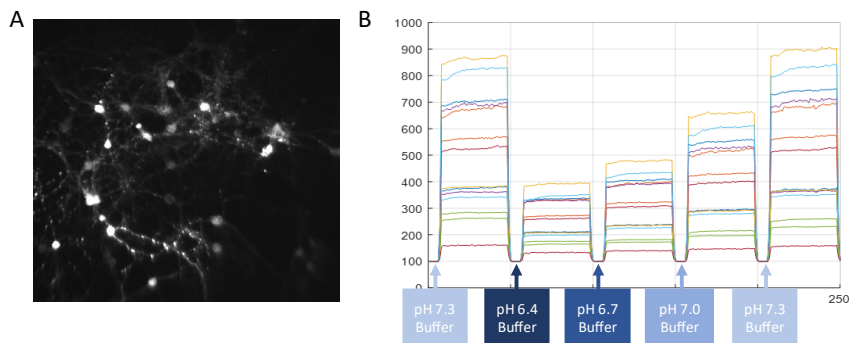 A
B
1000
900
800
700
600
500
400
300
200
100
0
250
pH 7.3
Buffer
pH 6.4
Buffer
pH 6.7
Buffer
pH 7.0
Buffer
pH 7.3
Buffer